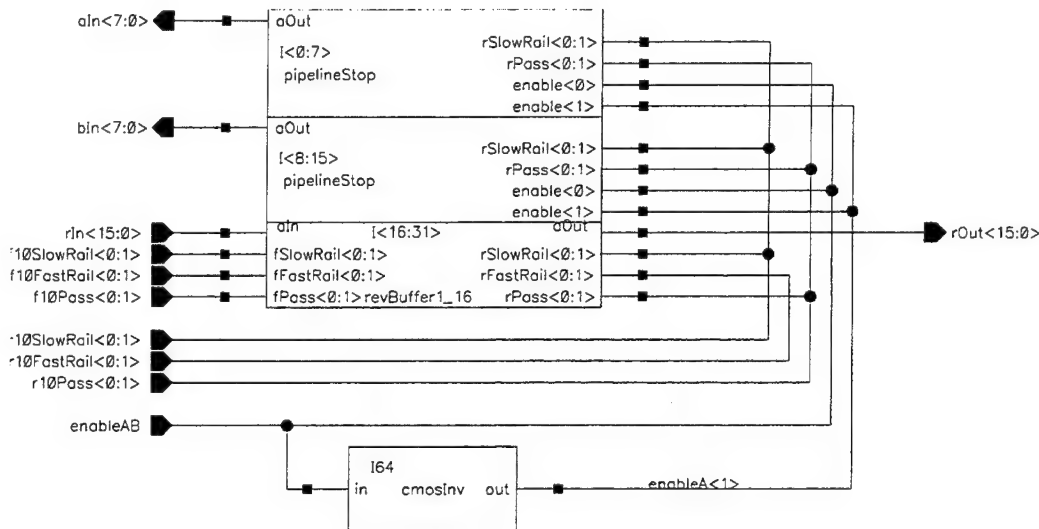 aIn<7:0>
aOut
rSlowRail<0:1>
I<0:7>
rPass<0:1>
pipelineStop
enable<0>
enable<1>
bIn<7:0>
aOut
rSlowRail<0:1>
I<8:15>
rPass<0:1>
pipelineStop
enable<0>
enable<1>
rIn<15:0>
aIn
I<16:31>
aOut
rOut<15:0>
f10SlowRail<0:1>
fSlowRail<0:1>
rSlowRail<0:1>
f10FastRail<0:1>
fFastRail<0:1>
rFastRail<0:1>
f10Pass<0:1>
fPass<0:1> revBuffer1_16
rPass<0:1>
r10SlowRail<0:1>
r10FastRail<0:1>
r10Pass<0:1>
enableAB
I64
in cmosInv out
enableA<1>